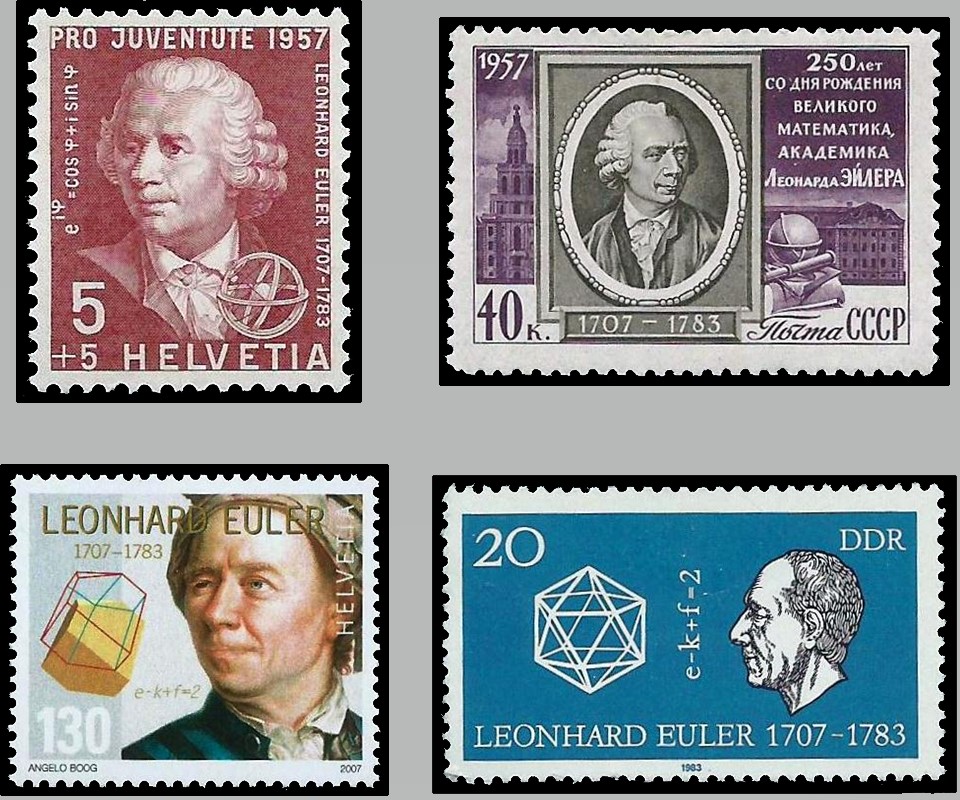 PRO JUVENTUTE 1957
e^iφ = cos φ + i sin φ
LEONHARD EULER 1707-1783
5
+5 HELVETIA
1957
250 лет
СО ДНЯ РОЖДЕНИЯ
ВЕЛИКОГО
МАТЕМАТИКА,
АКАДЕМИКА
ЛЕОНАРДА ЭЙЛЕРА
40 к.
1707 – 1783
Почта СССР
LEONHARD EULER
1707–1783
HELVETIA
e-k+f=2
130
ANGELO BOOG
2007
20
DDR
e-k+f=2
LEONHARD EULER 1707–1783
1983